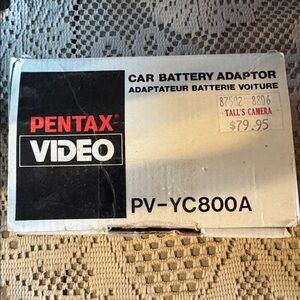 CAR BATTERY ADAPTOR
ADAPTATEUR BATTERIE VOITURE
87502 8806
TALL'S CAMERA
$79.95
PENTAX
VIDEO
PV-YC800A